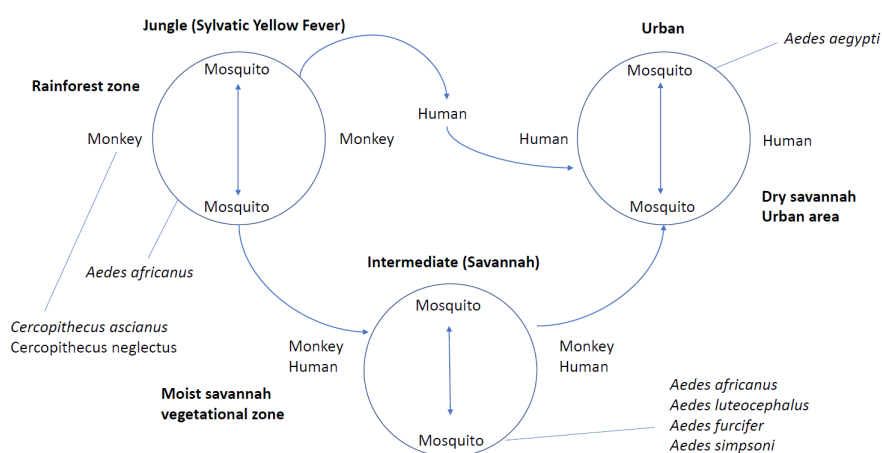 Jungle (Sylvatic Yellow Fever)
Urban
Aedes aegypti
Mosquito
Mosquito
Rainforest zone
Human
Monkey
Monkey
Human
Human
Mosquito
Mosquito
Dry savannah
Urban area
Aedes africanus
Intermediate (Savannah)
Mosquito
Cercopithecus ascianus
Cercopithecus neglectus
Monkey
Human
Monkey
Human
Moist savannah
vegetational zone
Aedes africanus
Aedes luteocephalus
Aedes furcifer
Aedes simpsoni
Mosquito